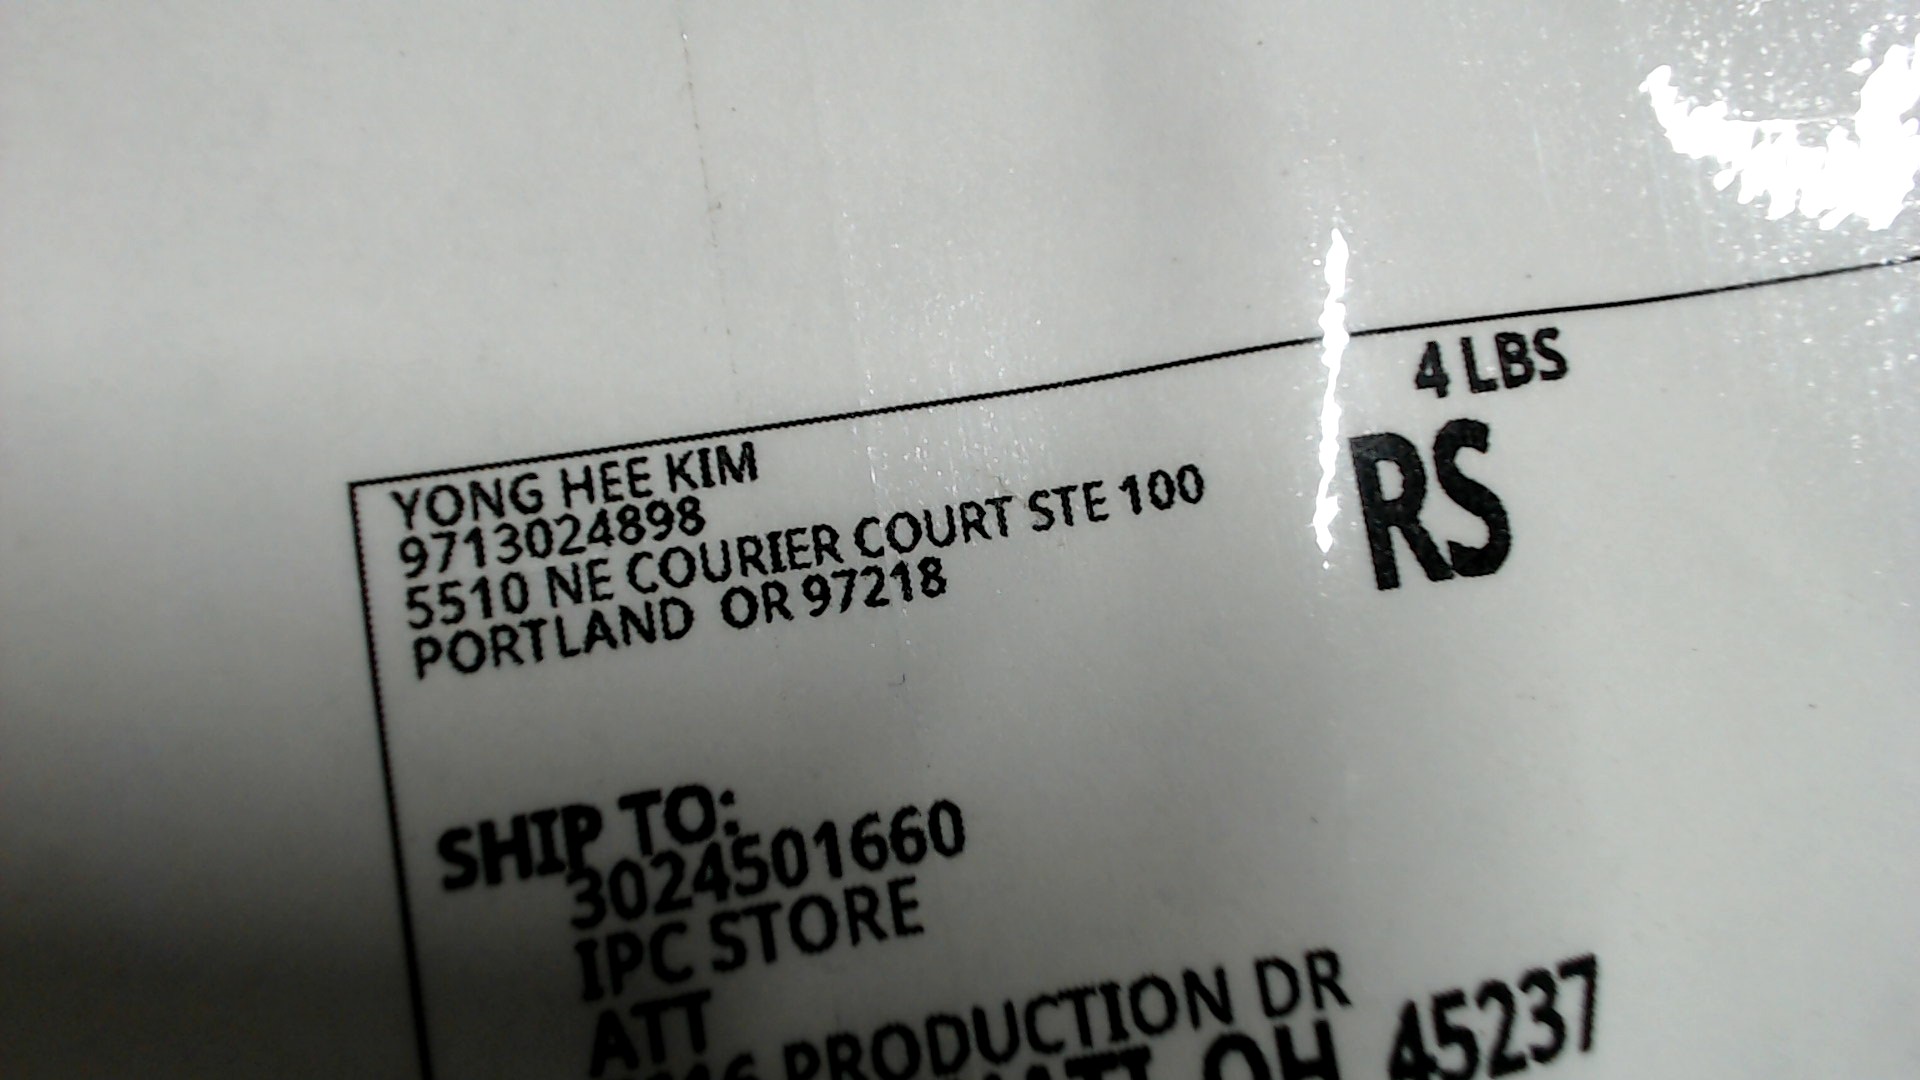 4 LBS
RS
YONG HEE KIM
9713024898
5510 NE COURIER COURT STE 100
PORTLAND OR 97218
SHIP TO:
3024501660
IPC STORE
ATT
PRODUCTION DR
OH 45237